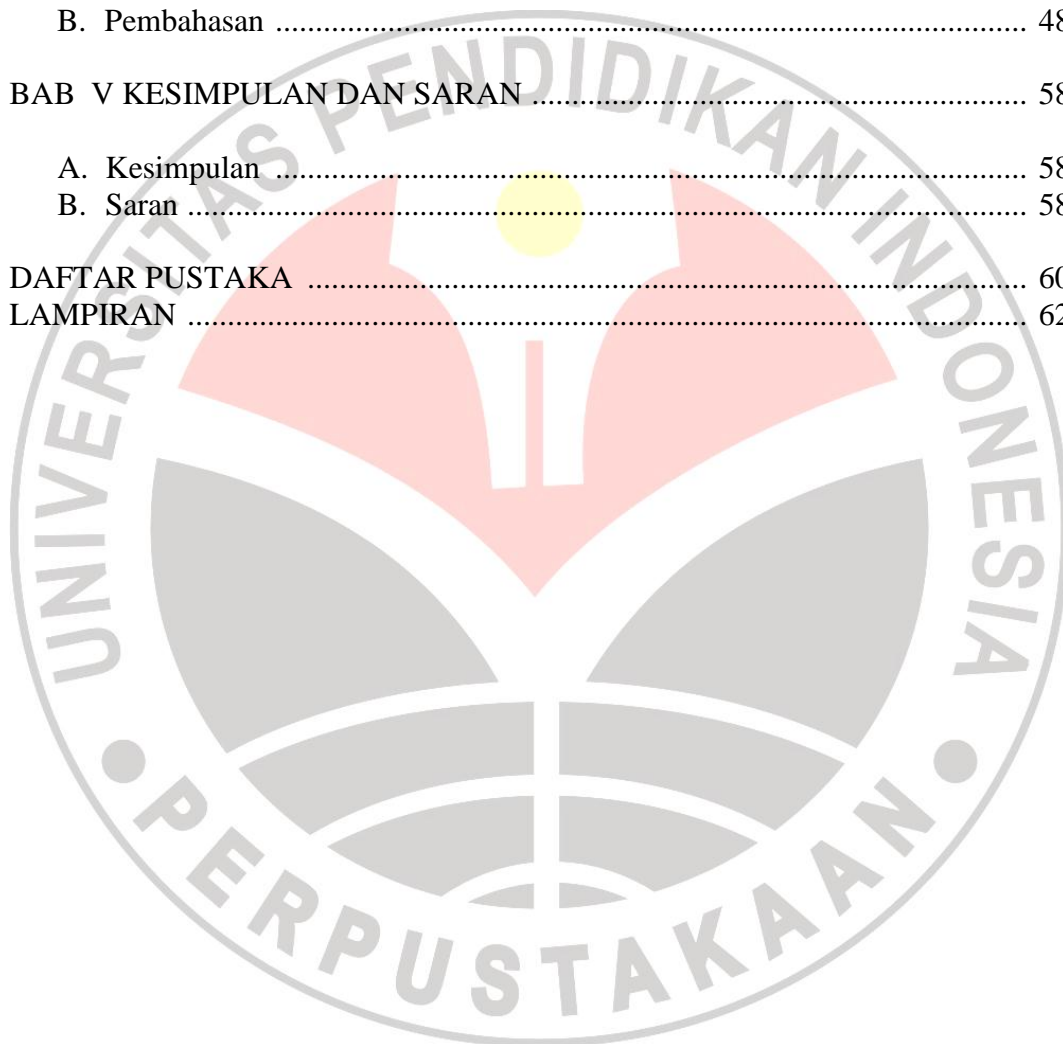 B. Pembahasan ........................................................................................ 48
BAB V KESIMPULAN DAN SARAN .......................................................... 58
A. Kesimpulan ........................................................................................ 58
B. Saran .................................................................................................. 58
DAFTAR PUSTAKA .................................................................................... 60
LAMPIRAN .................................................................................................. 62
UNIVERSITAS PENDIDIKAN INDONESIA
PERPUSTAKAAN